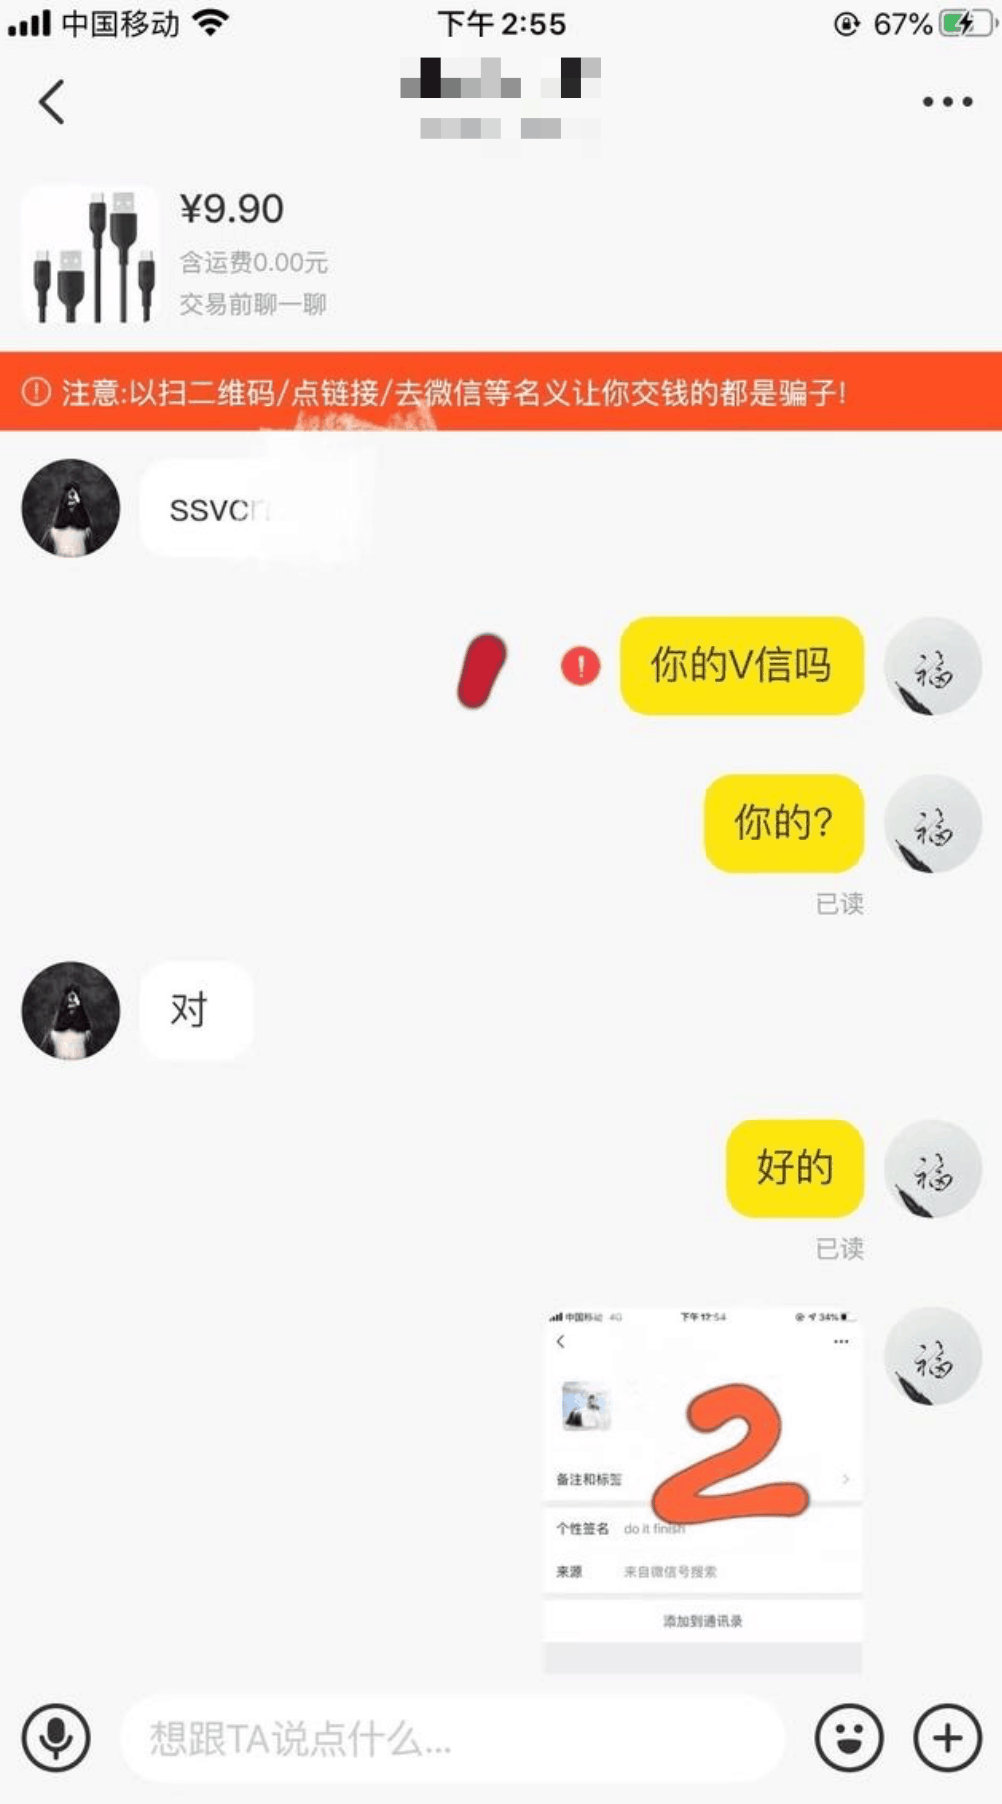 中国移动
下午 2:55
67%
¥9.90
含运费0.00元
交易前聊一聊
注意:以扫二维码/点链接/去微信等名义让你交钱的都是骗子!
ssvc
你的V信吗
你的?
已读
对
好的
已读
中国移动 4G
下午 12:54
34%
2
备注和标签
个性签名 do it finish
来源 来自微信号搜索
添加到通讯录
想跟TA说点什么...
福
福
福
福